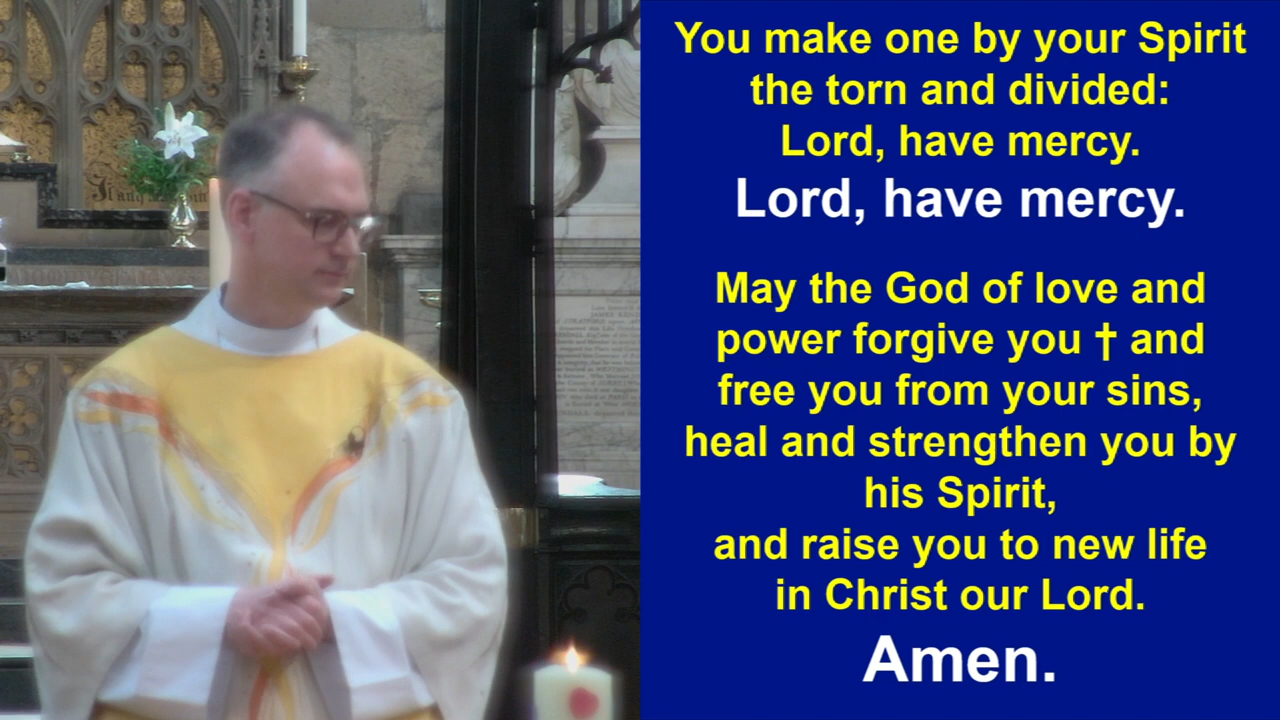 You make one by your Spirit
the torn and divided:
Lord, have mercy.
Lord, have mercy.
May the God of love and
power forgive you † and
free you from your sins,
heal and strengthen you by
his Spirit,
and raise you to new life
in Christ our Lord.
Amen.